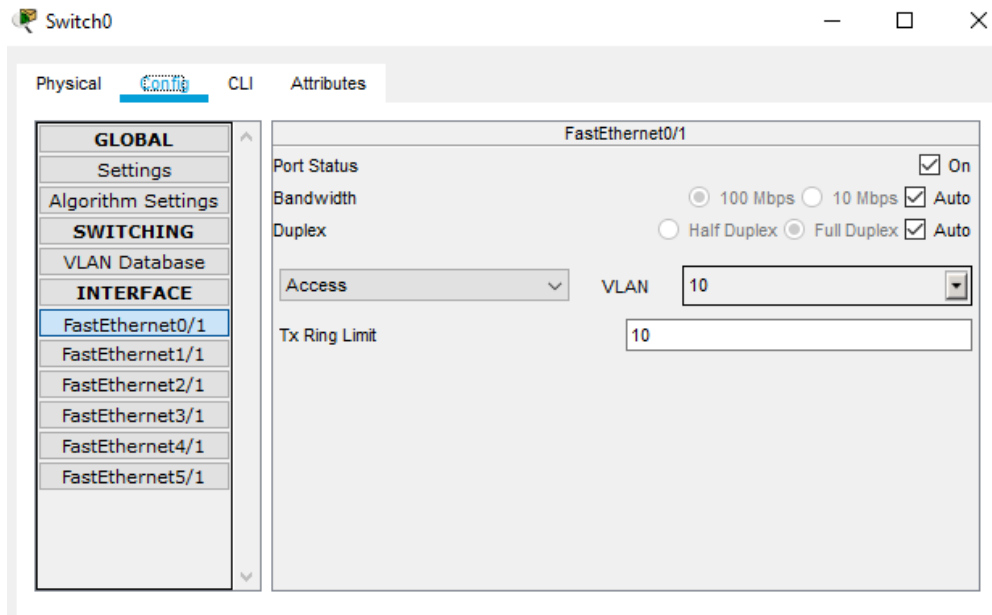 Switch0
Physical Config CLI Attributes
GLOBAL
Settings
Algorithm Settings
SWITCHING
VLAN Database
INTERFACE
FastEthernet0/1
FastEthernet1/1
FastEthernet2/1
FastEthernet3/1
FastEthernet4/1
FastEthernet5/1
FastEthernet0/1
Port Status On
Bandwidth 100 Mbps 10 Mbps Auto
Duplex Half Duplex Full Duplex Auto
Access VLAN 10
Tx Ring Limit 10